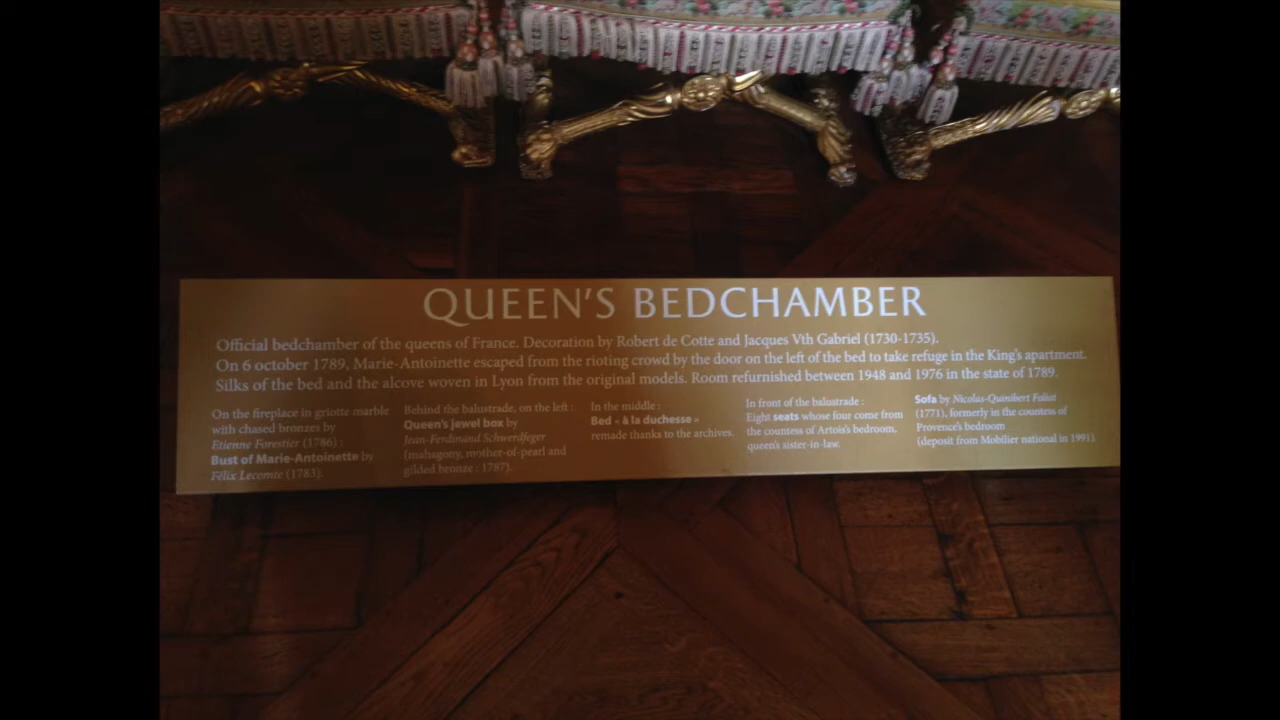 QUEEN'S BEDCHAMBER
Official bedchamber of the queens of France. Decoration by Robert de Cotte and Jacques Vth Gabriel (1730-1735).
On 6 october 1789, Marie-Antoinette escaped from the rioting crowd by the door on the left of the bed to take refuge in the King's apartment.
Silks of the bed and the alcove woven in Lyon from the original models. Room refurnished between 1948 and 1976 in the state of 1789.
On the fireplace in griotte marble
with chased bronzes by
Etienne Forestier (1786) :
Bust of Marie-Antoinette by
Félix Lecomte (1783).
Behind the balustrade, on the left :
Queen's jewel box by
Jean-Ferdinand Schwerdfeger
(mahagony, mother-of-pearl and
gilded bronze : 1787).
In the middle :
Bed « à la duchesse »
remade thanks to the archives.
In front of the balustrade :
Eight seats whose four come from
the countess of Artois's bedroom,
queen's sister-in-law.
Sofa by Nicolas-Quinibert Foliot
(1771), formerly in the countess of
Provence's bedroom
(deposit from Mobilier national in 1991).